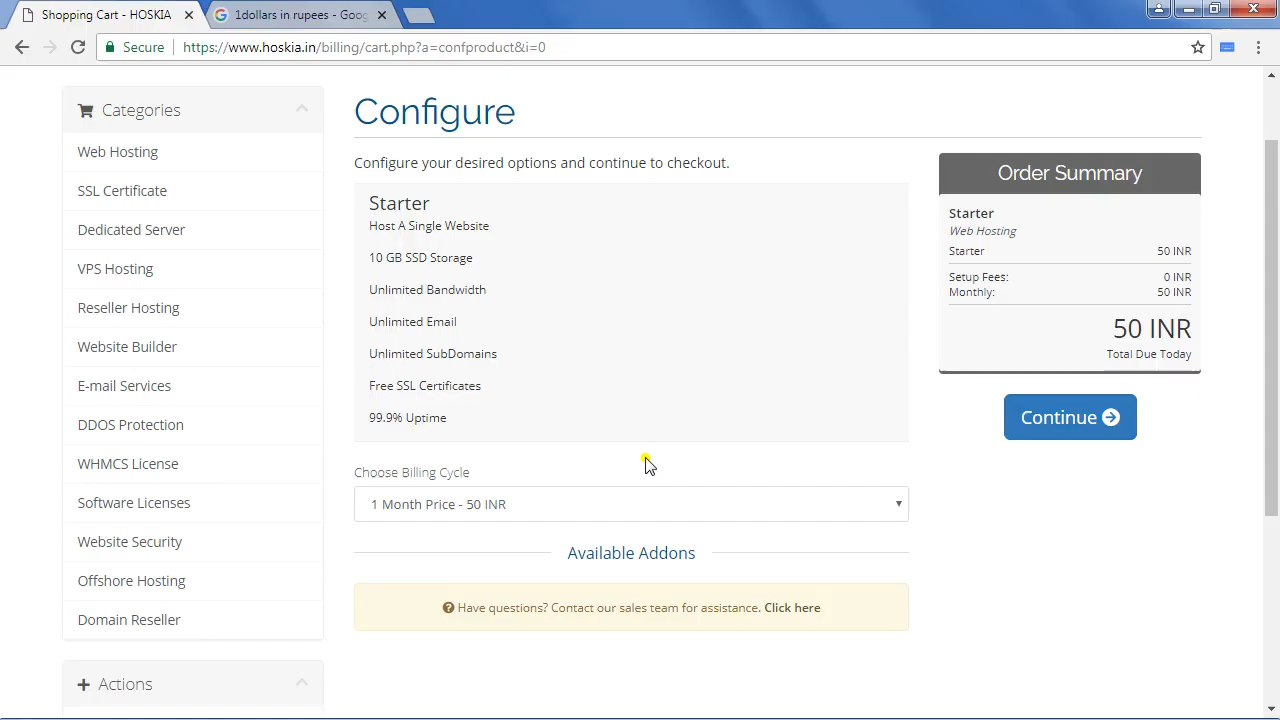 Shopping Cart - HOSKIA
1dollars in rupees - Goog
Secure
https://www.hoskia.in/billing/cart.php?a=confproduct&i=0
Categories
Web Hosting
SSL Certificate
Dedicated Server
VPS Hosting
Reseller Hosting
Website Builder
E-mail Services
DDOS Protection
WHMCS License
Software Licenses
Website Security
Offshore Hosting
Domain Reseller
Actions
Configure
Configure your desired options and continue to checkout.
Starter
Host A Single Website
10 GB SSD Storage
Unlimited Bandwidth
Unlimited Email
Unlimited SubDomains
Free SSL Certificates
99.9% Uptime
Choose Billing Cycle
1 Month Price - 50 INR
Available Addons
Have questions? Contact our sales team for assistance. Click here
Order Summary
Starter
Web Hosting
Starter 50 INR
Setup Fees: 0 INR
Monthly: 50 INR
50 INR
Total Due Today
Continue